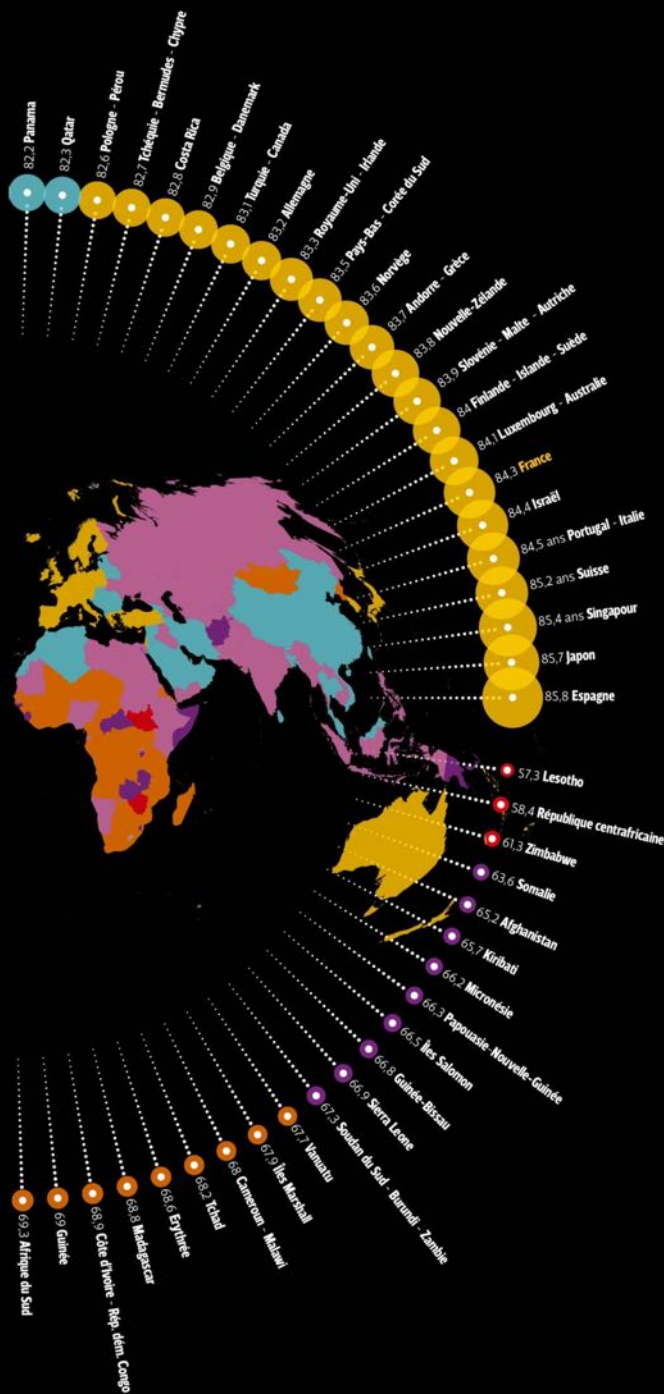 82,2 Panama
82,3 Qatar
82,6 Pologne - Pérou
82,7 Tchéquie - Bermudes - Chypre
82,8 Costa Rica
82,9 Belgique - Danemark
83,1 Turquie - Canada
83,2 Allemagne
83,3 Royaume-Uni - Irlande
83,5 Pays-Bas - Corée du Sud
83,6 Norvège
83,7 Andorre - Grèce
83,8 Nouvelle-Zélande
83,9 Slovénie - Malte - Autriche
84 Finlande - Islande - Suède
84,1 Luxembourg - Australie
84,3 France
84,4 Israël
84,5 ans Portugal - Italie
85,2 ans Suisse
85,4 ans Singapour
85,7 Japon
85,8 Espagne
57,3 Lesotho
58,4 République centrafricaine
61,3 Zimbabwe
63,6 Somalie
65,2 Afghanistan
65,7 Kiribati
66,2 Micronésie
66,3 Papouasie-Nouvelle-Guinée
66,5 Îles Salomon
66,8 Guinée-Bissau
66,9 Sierra Leone
67,3 Soudan du Sud - Burundi - Zambie
67,7 Vanuatu
67,9 Îles Marshall
68 Cameroun - Malawi
68,2 Tchad
68,6 Erythrée
68,8 Madagascar
68,9 Côte d'Ivoire - Rép. dém. Congo
69 Guinée
69,3 Afrique du Sud